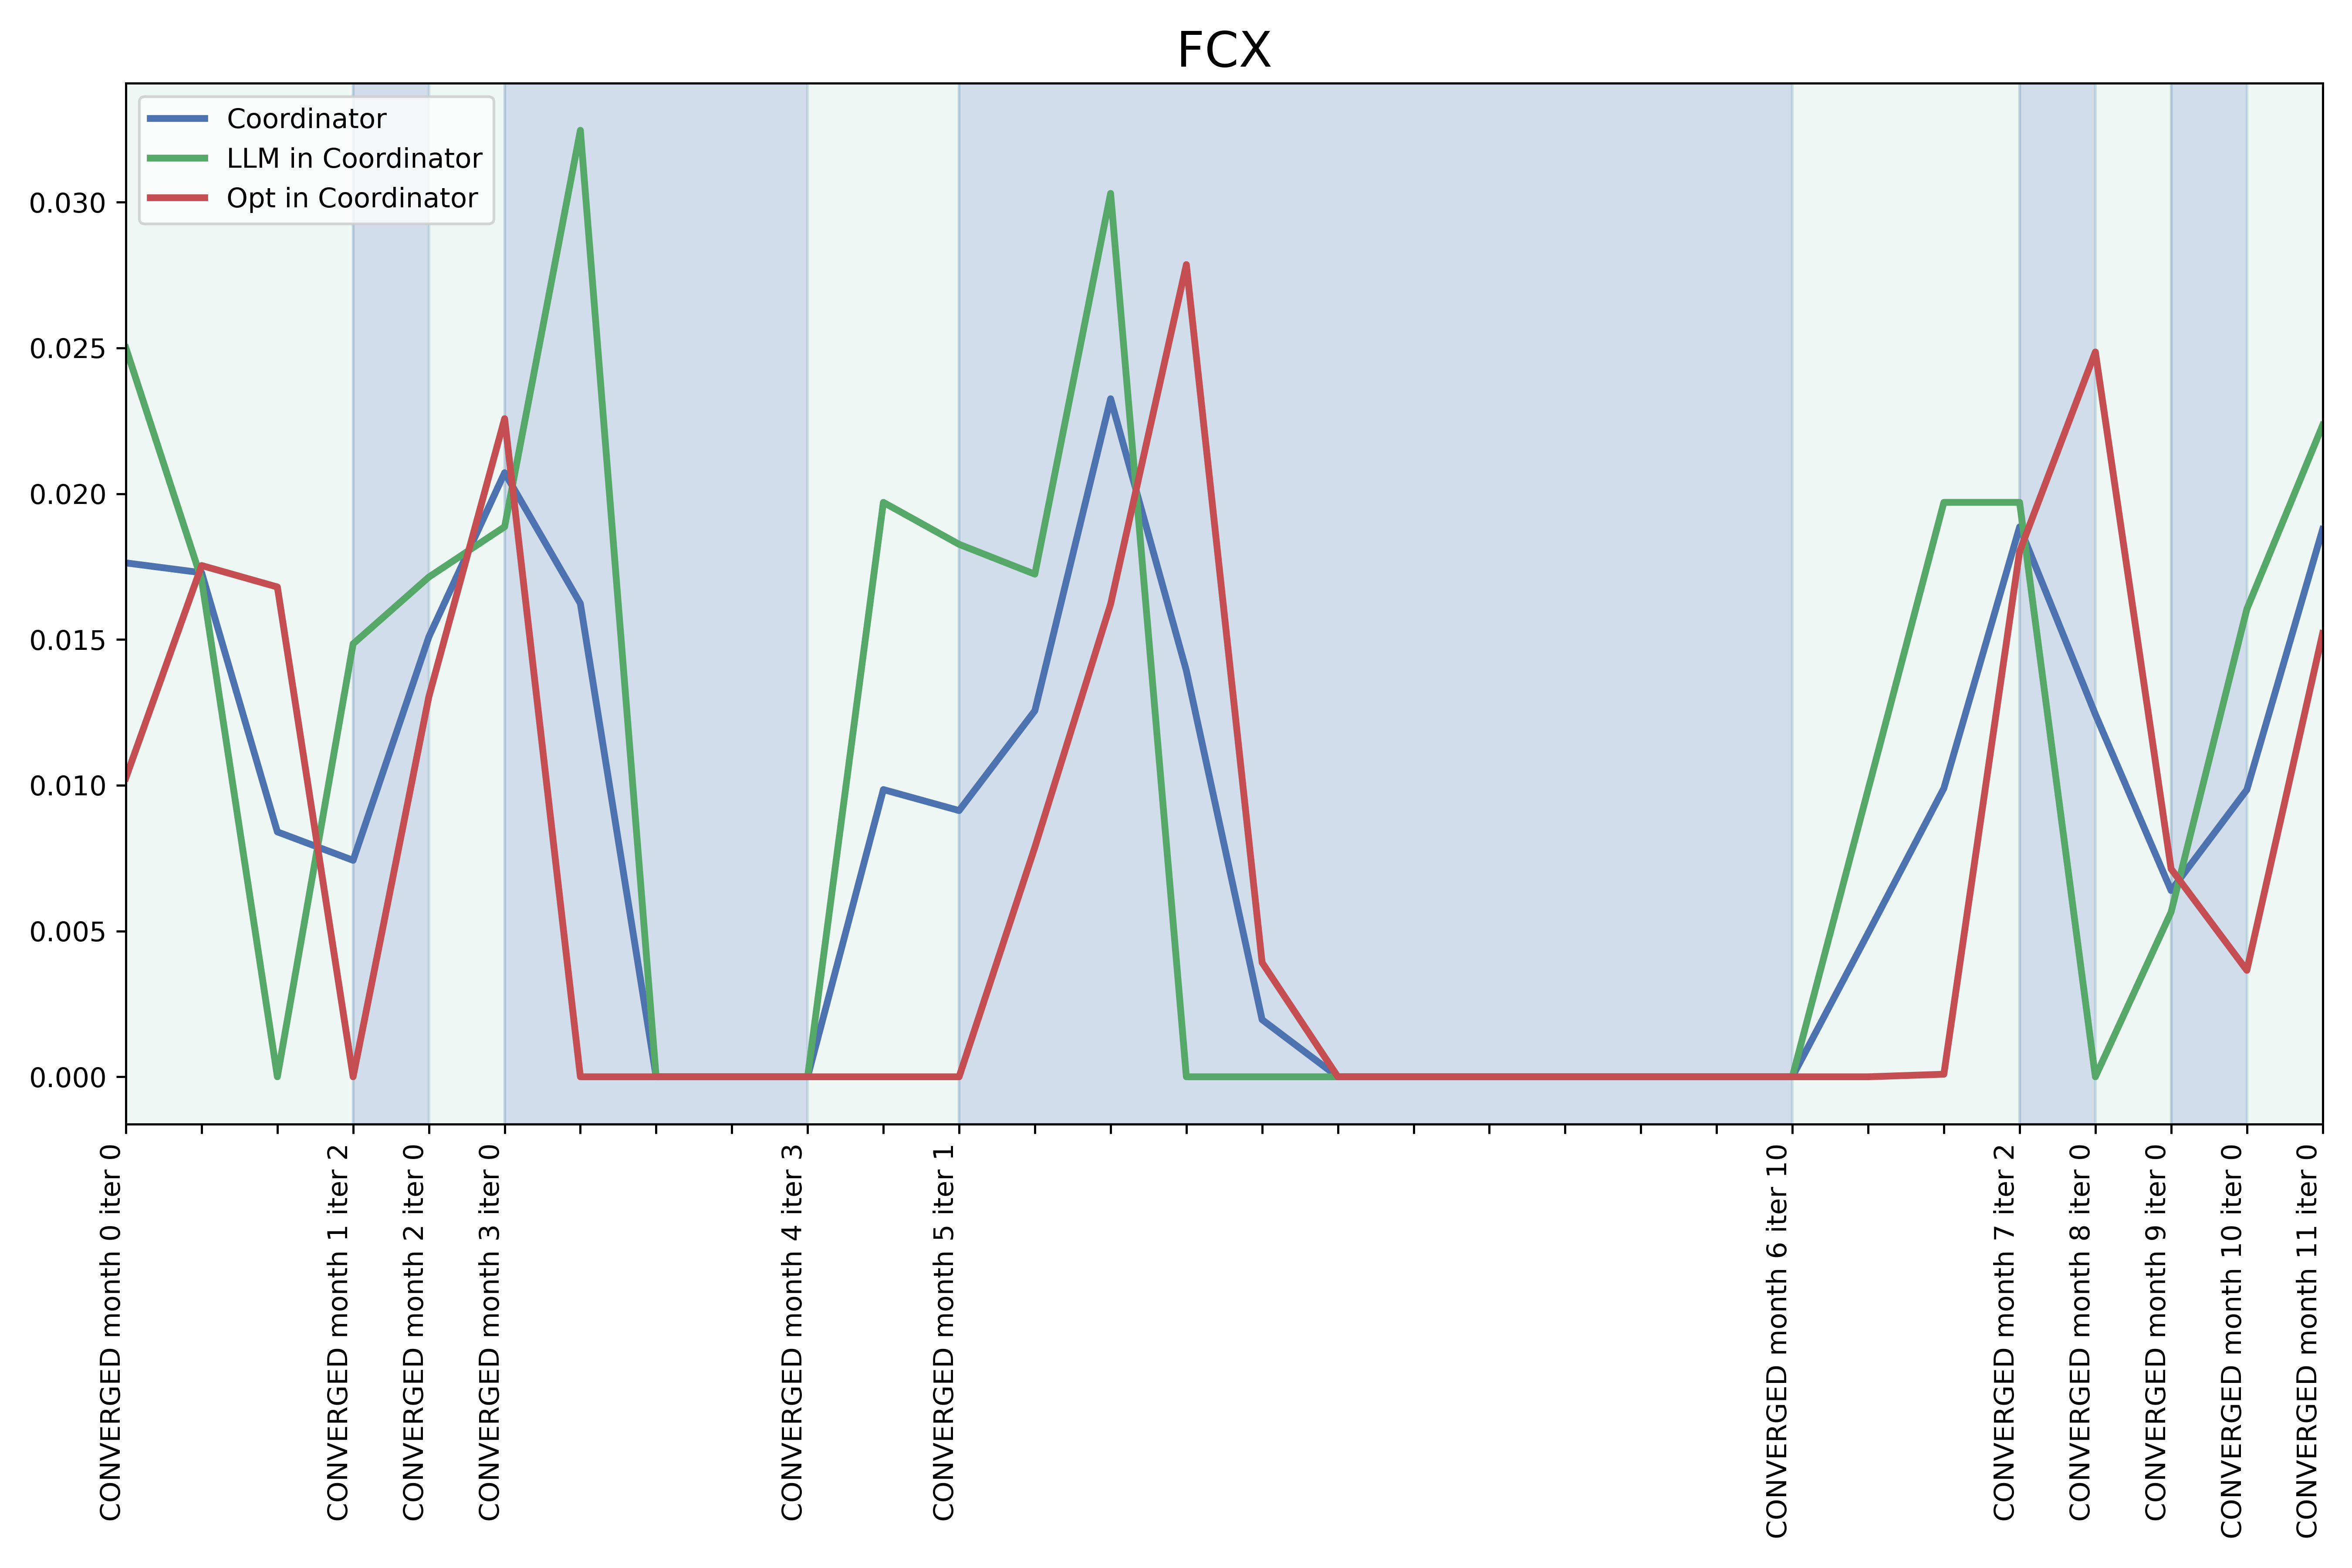 FCX
Coordinator
LLM in Coordinator
Opt in Coordinator
0.030
0.025
0.020
0.015
0.010
0.005
0.000
CONVERGED month 0 iter 0
CONVERGED month 1 iter 2
CONVERGED month 2 iter 0
CONVERGED month 3 iter 0
CONVERGED month 4 iter 3
CONVERGED month 5 iter 1
CONVERGED month 6 iter 10
CONVERGED month 7 iter 2
CONVERGED month 8 iter 0
CONVERGED month 9 iter 0
CONVERGED month 10 iter 0
CONVERGED month 11 iter 0